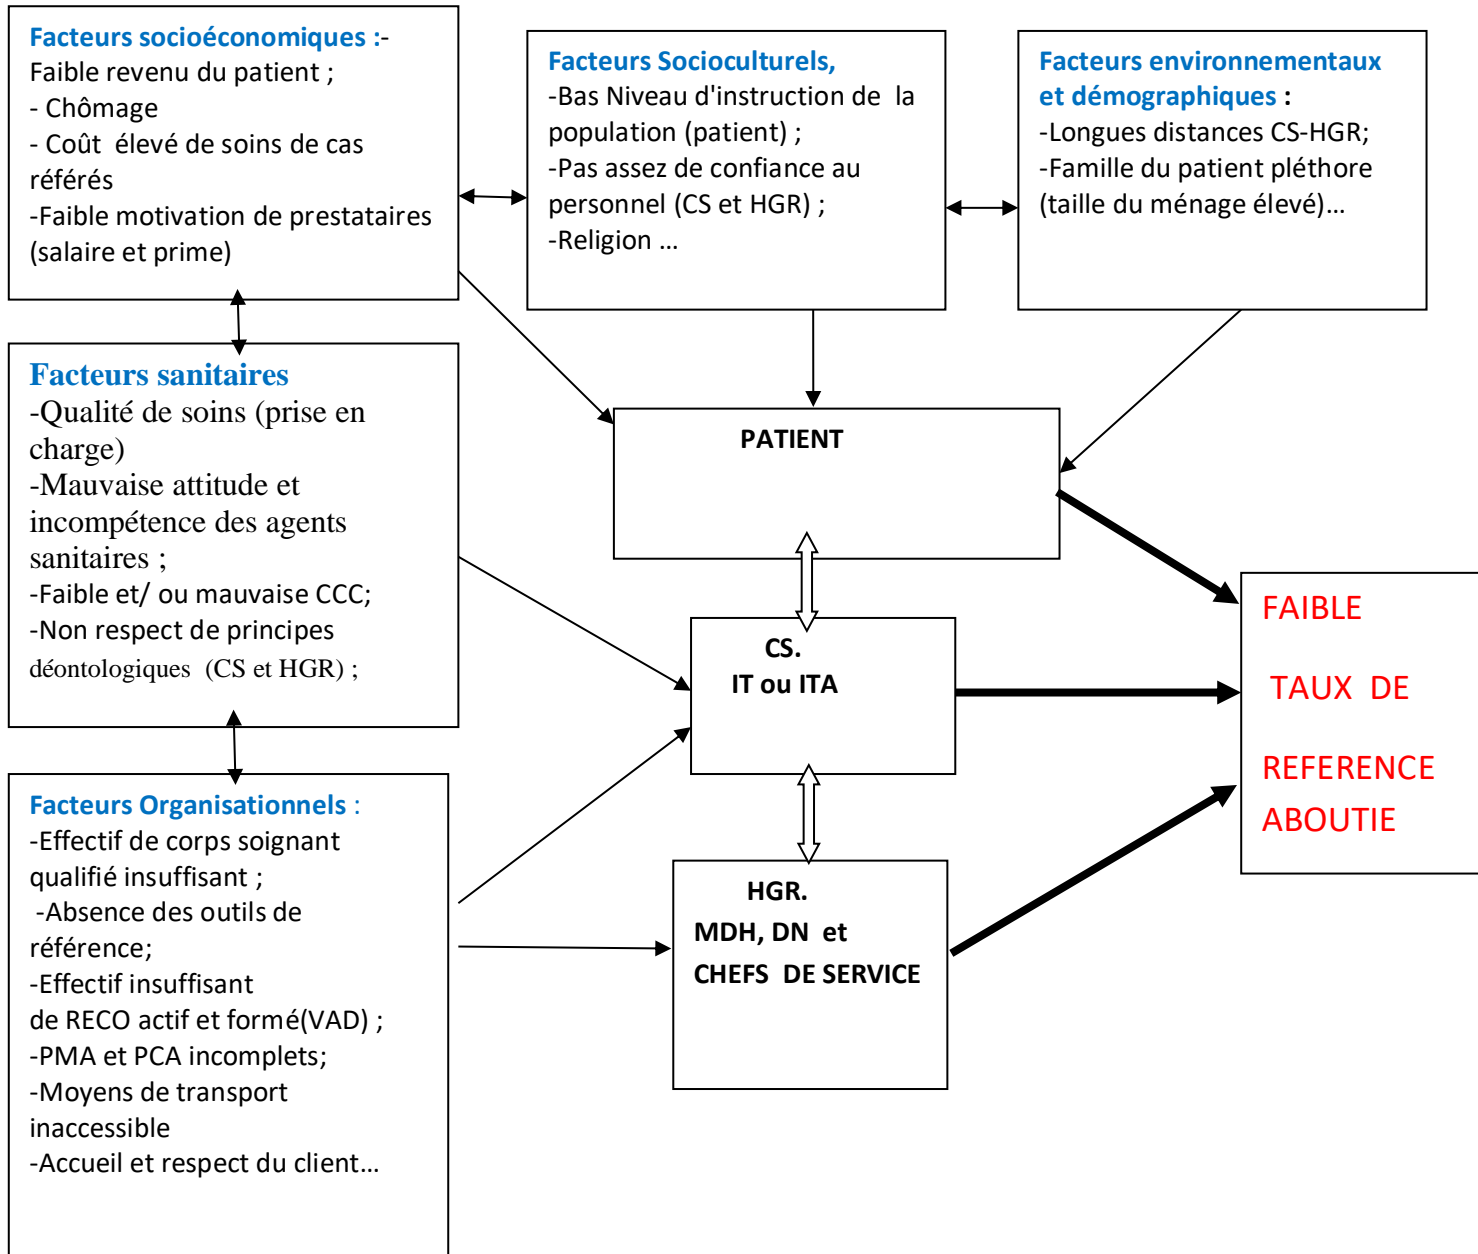 Facteurs socioéconomiques :-
Faible revenu du patient ;
- Chômage
- Coût élevé de soins de cas
référés
-Faible motivation de prestataires
(salaire et prime)
Facteurs Socioculturels,
-Bas Niveau d'instruction de la
population (patient) ;
-Pas assez de confiance au
personnel (CS et HGR) ;
-Religion ...
Facteurs environnementaux
et démographiques :
-Longues distances CS-HGR;
-Famille du patient pléthore
(taille du ménage élevé)...
Facteurs sanitaires
-Qualité de soins (prise en
charge)
-Mauvaise attitude et
incompétence des agents
sanitaires ;
-Faible et/ ou mauvaise CCC;
-Non respect de principes
déontologiques (CS et HGR) ;
PATIENT
CS.
IT ou ITA
FAIBLE
TAUX DE
REFERENCE
ABOUTIE
Facteurs Organisationnels :
-Effectif de corps soignant
qualifié insuffisant ;
-Absence des outils de
référence;
-Effectif insuffisant
de RECO actif et formé(VAD) ;
-PMA et PCA incomplets;
-Moyens de transport
inaccessible
-Accueil et respect du client...
HGR.
MDH, DN et
CHEFS DE SERVICE